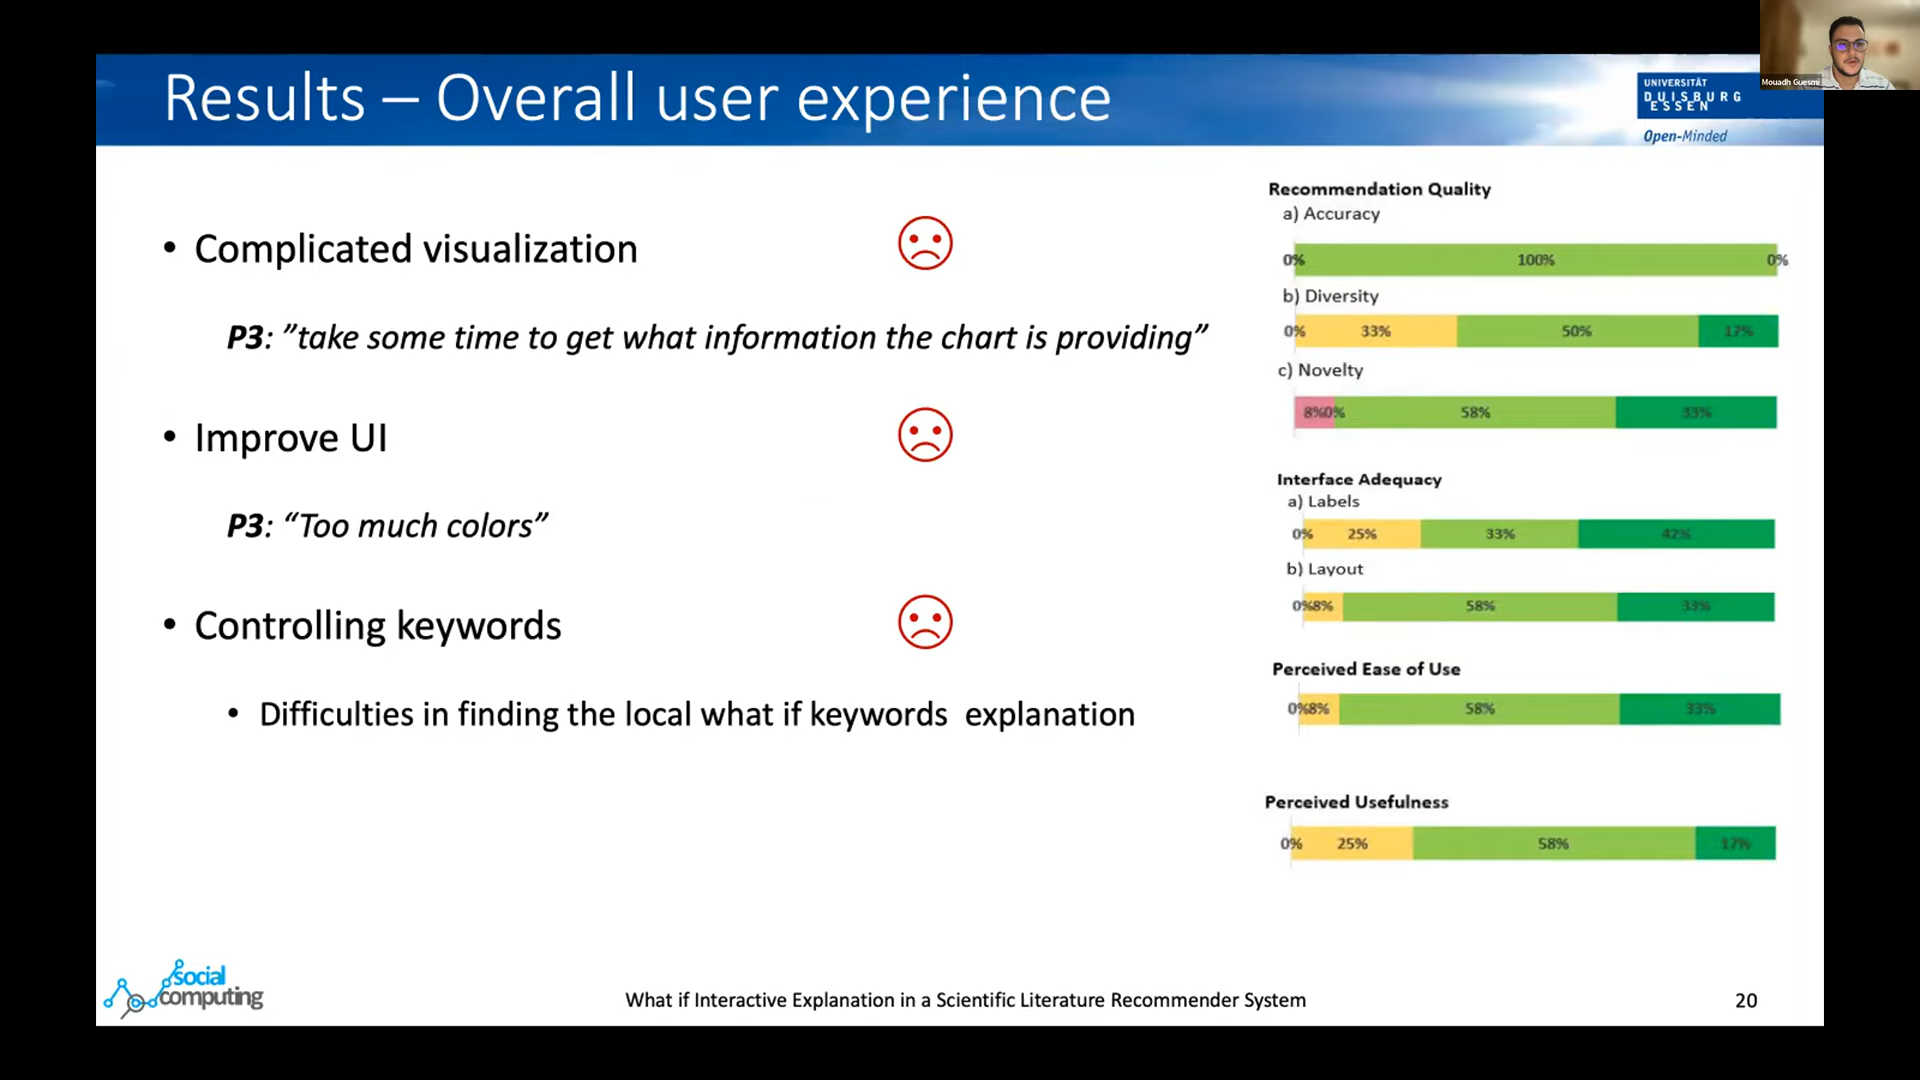 Mouadh Guesmi
Results – Overall user experience
UNIVERSITÄT
DUISBURG
ESSEN
Open-Minded
• Complicated visualization
P3: ”take some time to get what information the chart is providing”
• Improve UI
P3: “Too much colors”
• Controlling keywords
• Difficulties in finding the local what if keywords explanation
Recommendation Quality
a) Accuracy
0% 100% 0%
b) Diversity
0% 33% 50% 17%
c) Novelty
8% 0% 58% 33%
Interface Adequacy
a) Labels
0% 25% 33% 42%
b) Layout
0% 8% 58% 33%
Perceived Ease of Use
0% 8% 58% 33%
Perceived Usefulness
0% 25% 58% 17%
social
computing
What if Interactive Explanation in a Scientific Literature Recommender System
20